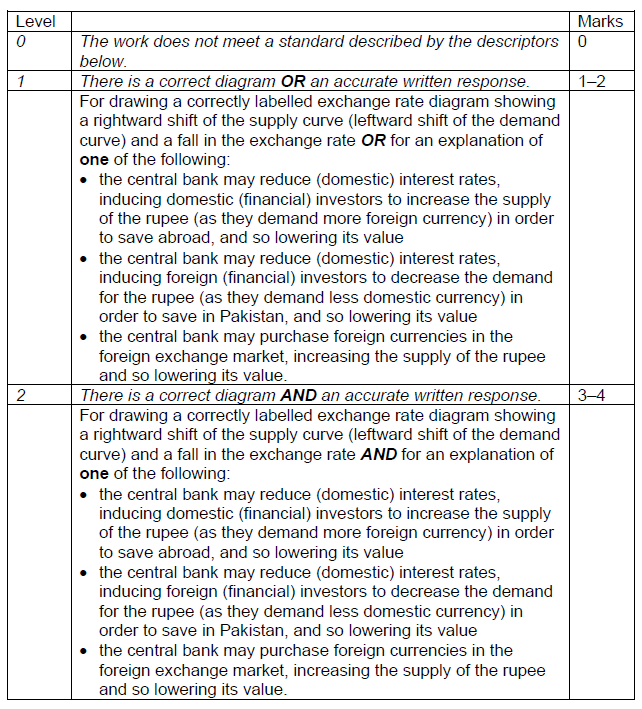 Level Marks
0 The work does not meet a standard described by the descriptors 0
below.
1 There is a correct diagram OR an accurate written response. 1–2
For drawing a correctly labelled exchange rate diagram showing
a rightward shift of the supply curve (leftward shift of the demand
curve) and a fall in the exchange rate OR for an explanation of
one of the following:
• the central bank may reduce (domestic) interest rates,
inducing domestic (financial) investors to increase the supply
of the rupee (as they demand more foreign currency) in order
to save abroad, and so lowering its value
• the central bank may reduce (domestic) interest rates,
inducing foreign (financial) investors to decrease the demand
for the rupee (as they demand less domestic currency) in
order to save in Pakistan, and so lowering its value
• the central bank may purchase foreign currencies in the
foreign exchange market, increasing the supply of the rupee
and so lowering its value.
2 There is a correct diagram AND an accurate written response. 3–4
For drawing a correctly labelled exchange rate diagram showing
a rightward shift of the supply curve (leftward shift of the demand
curve) and a fall in the exchange rate AND for an explanation of
one of the following:
• the central bank may reduce (domestic) interest rates,
inducing domestic (financial) investors to increase the supply
of the rupee (as they demand more foreign currency) in order
to save abroad, and so lowering its value
• the central bank may reduce (domestic) interest rates,
inducing foreign (financial) investors to decrease the demand
for the rupee (as they demand less domestic currency) in
order to save in Pakistan, and so lowering its value
• the central bank may purchase foreign currencies in the
foreign exchange market, increasing the supply of the rupee
and so lowering its value.